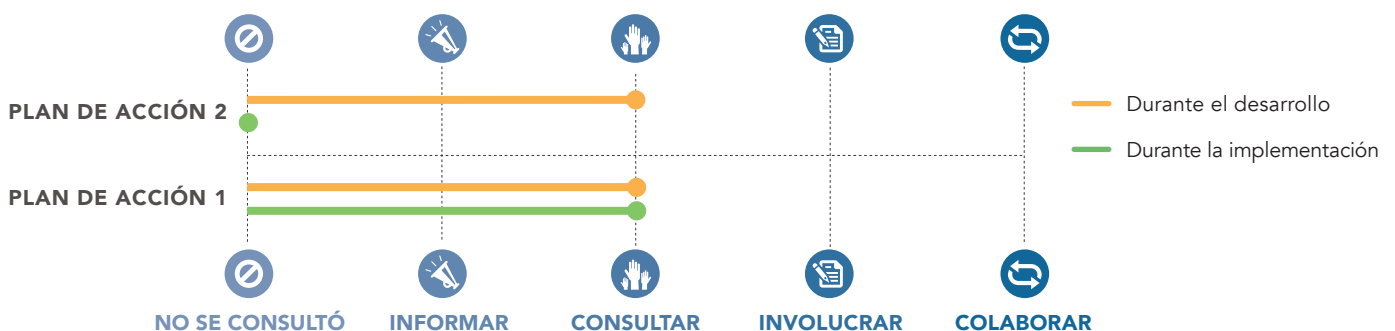 PLAN DE ACCIÓN 2
Durante el desarrollo
Durante la implementación
PLAN DE ACCIÓN 1
NO SE CONSULTÓ INFORMAR CONSULTAR INVOLUCRAR COLABORAR